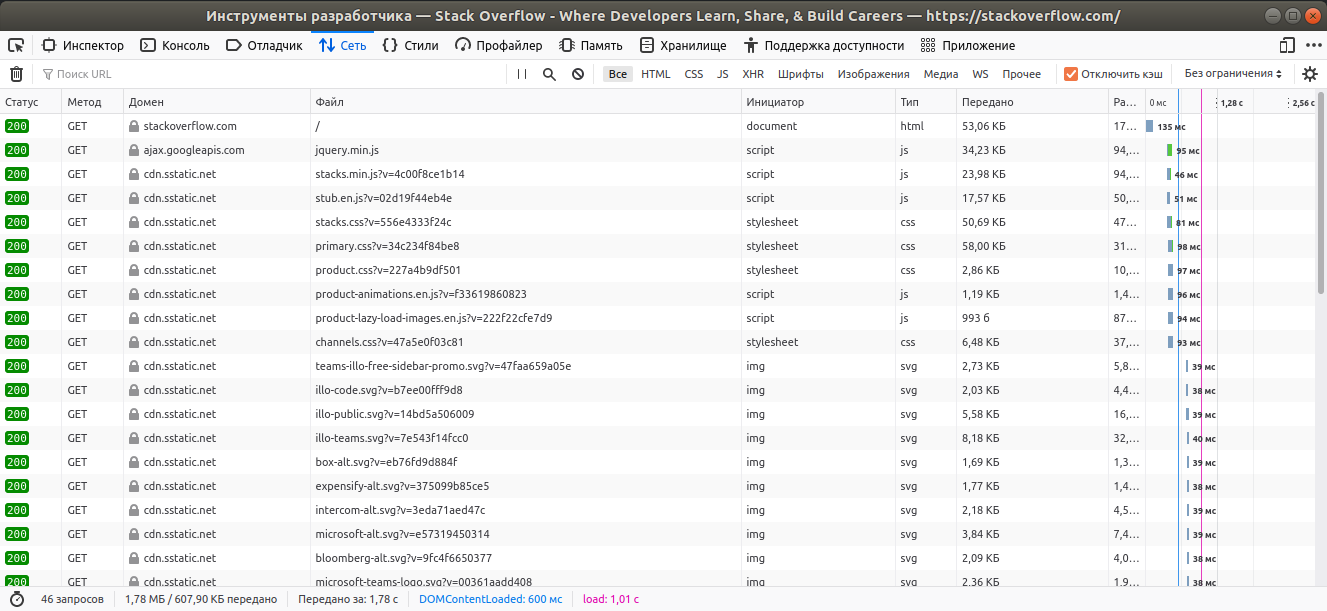 Инструменты разработчика — Stack Overflow - Where Developers Learn, Share, & Build Careers — https://stackoverflow.com/
Инспектор Консоль Отладчик Сеть Стили Профайлер Память Хранилище Поддержка доступности Приложение
Поиск URL Все HTML CSS JS XHR Шрифты Изображения Медиа WS Прочее Отключить кэш Без ограничения
Статус Метод Домен Файл Инициатор Тип Передано Ра... 0 мс 1,28 с 2,56 с
200 GET stackoverflow.com / document html 53,06 КБ 17... 135 мс
200 GET ajax.googleapis.com jquery.min.js script js 34,23 КБ 94,... 95 мс
200 GET cdn.sstatic.net stacks.min.js?v=4c00f8ce1b14 script js 23,98 КБ 94,... 46 мс
200 GET cdn.sstatic.net stub.en.js?v=02d19f44eb4e script js 17,57 КБ 50,... 51 мс
200 GET cdn.sstatic.net stacks.css?v=556e4333f24c stylesheet css 50,69 КБ 47... 81 мс
200 GET cdn.sstatic.net primary.css?v=34c234f84be8 stylesheet css 58,00 КБ 31... 98 мс
200 GET cdn.sstatic.net product.css?v=227a4b9df501 stylesheet css 2,86 КБ 10,... 97 мс
200 GET cdn.sstatic.net product-animations.en.js?v=f33619860823 script js 1,19 КБ 1,4... 96 мс
200 GET cdn.sstatic.net product-lazy-load-images.en.js?v=222f22cfe7d9 script js 993 б 87... 94 мс
200 GET cdn.sstatic.net channels.css?v=47a5e0f03c81 stylesheet css 6,48 КБ 37,... 93 мс
200 GET cdn.sstatic.net teams-illo-free-sidebar-promo.svg?v=47faa659a05e img svg 2,73 КБ 5,8... 39 мс
200 GET cdn.sstatic.net illo-code.svg?v=b7ee00fff9d8 img svg 2,03 КБ 4,4... 38 мс
200 GET cdn.sstatic.net illo-public.svg?v=14bd5a506009 img svg 5,58 КБ 16,... 39 мс
200 GET cdn.sstatic.net illo-teams.svg?v=7e543f14fcc0 img svg 8,18 КБ 32,... 40 мс
200 GET cdn.sstatic.net box-alt.svg?v=eb76fd9d884f img svg 1,69 КБ 1,3... 39 мс
200 GET cdn.sstatic.net expensify-alt.svg?v=375099b85ce5 img svg 1,77 КБ 1,4... 38 мс
200 GET cdn.sstatic.net intercom-alt.svg?v=3eda71aed47c img svg 2,18 КБ 4,5... 39 мс
200 GET cdn.sstatic.net microsoft-alt.svg?v=e57319450314 img svg 3,84 КБ 7,4... 39 мс
200 GET cdn.sstatic.net bloomberg-alt.svg?v=9fc4f6650377 img svg 2,09 КБ 4,0... 38 мс
200 GET cdn.sstatic.net microsoft-teams-logo.svg?v=00361aadd408 img svg 2,36 КБ 1,9... 38 мс
46 запросов 1,78 МБ / 607,90 КБ передано Передано за: 1,78 с DOMContentLoaded: 600 мс load: 1,01 с